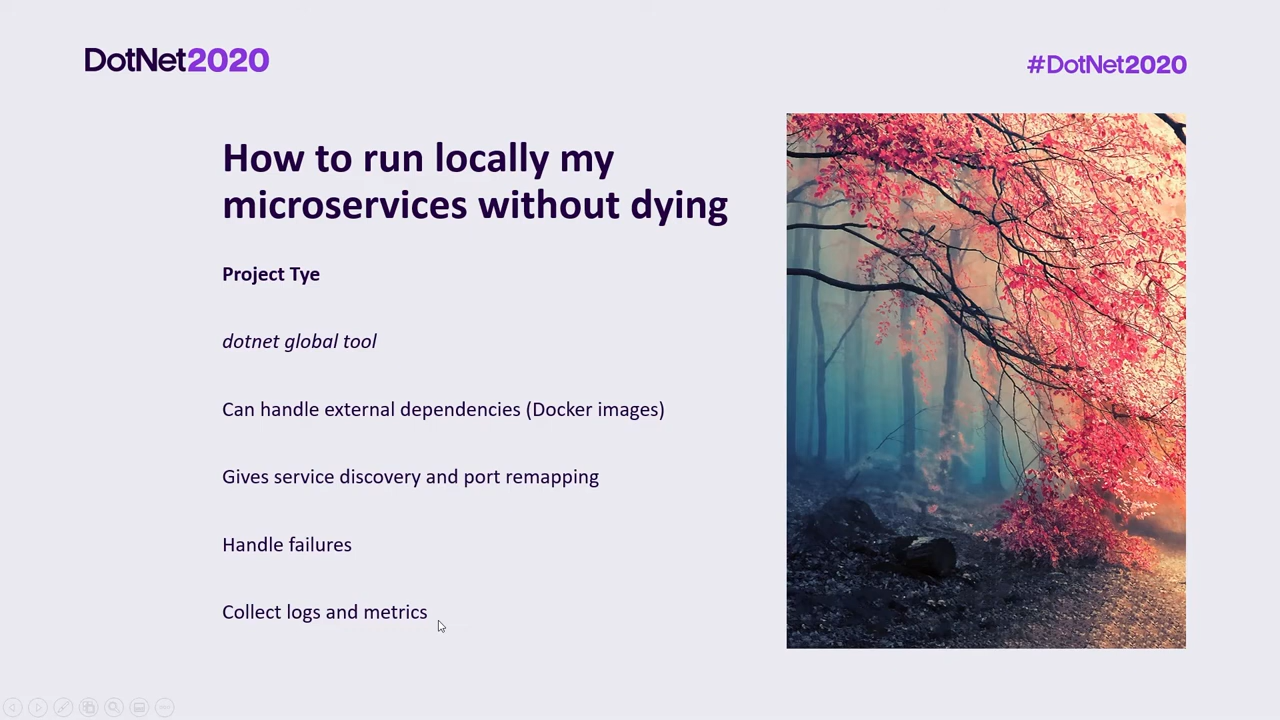 DotNet2020
#DotNet2020
How to run locally my
microservices without dying
Project Tye
dotnet global tool
Can handle external dependencies (Docker images)
Gives service discovery and port remapping
Handle failures
Collect logs and metrics